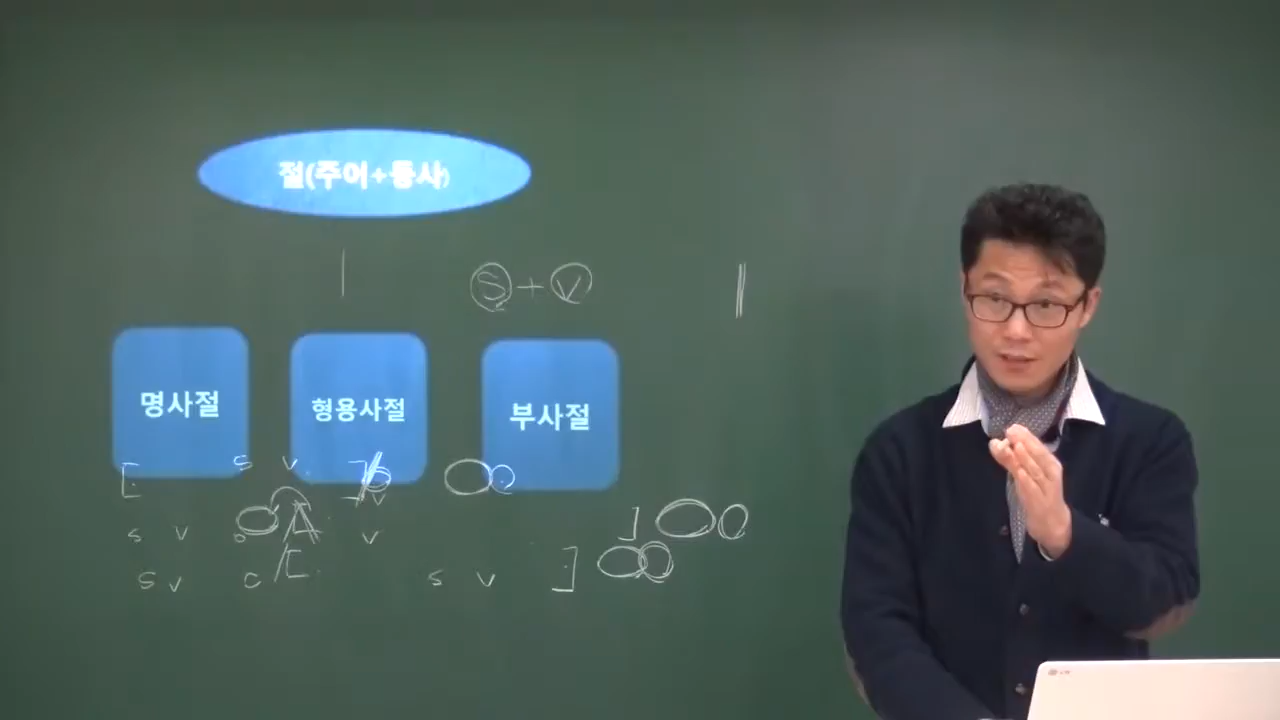 절(주어+동사)
S + V
명사절 형용사절 부사절
[ S V ]
S V V
S V C [ S V ]